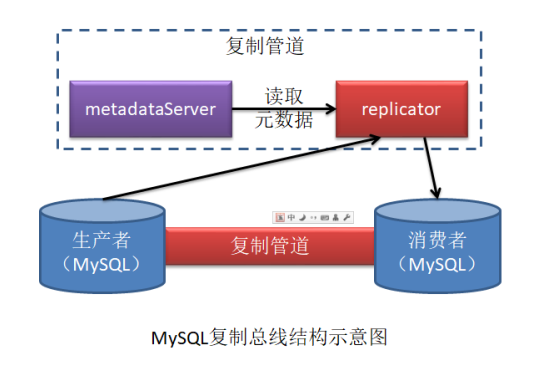 复制管道
metadataServer
读取
元数据
replicator
生产者
（MySQL）
中
复制管道
消费者
（MySQL）
MySQL复制总线结构示意图